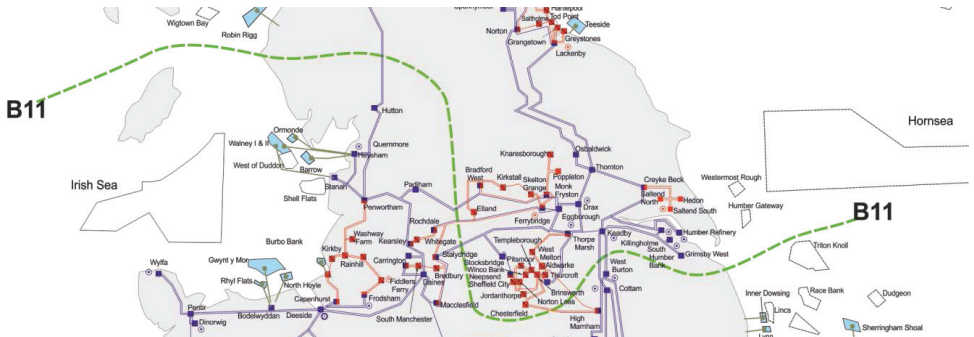 Wigtown Bay
Robin Rigg
Norton
Saltholme
Tod Point
Teeside
Grangetown
Greystones
Lackenby
B11
Hutton
Hornsea
Ormonde
Quernmore
Walney I & II
Heysham
West of Duddon
Barrow
Stanah
Shell Flats
Irish Sea
Knaresborough
Osbaldwick
Bradford
West
Kirkstall
Poppleton
Thornton
Skelton
Grange
Monk
Fryston
Padiham
Penwortham
Creyke Beck
Westermost Rough
Saltend
North
Hedon
Saltend South
Humber Gateway
B11
Elland
Drax
Rochdale
Ferrybridge
Eggborough
Washway
Farm
Kearsley
Whitegate
Keadby
Humber Refinery
Killingholme
Burbo Bank
Kirkby
Stalybridge
Templeborough
Thorpe
Marsh
South
Humber
Bank
Grimsby West
Triton Knoll
Wylfa
Gwynt y Mor
Rainhill
Carrington
Stocksbridge
Pitsmoor
West
Melton
Winco Bank
Aldwarke
West
Burton
Neepsend
Thurcroft
Sheffield City
Rhyl Flats
North Hoyle
Fiddlers
Ferry
Daines
Bredbury
Cottam
Brinsworth
Jordanthorpe
Norton Lees
Capenhurst
Frodsham
Macclesfield
Chesterfield
High
Marnham
Pentir
Dinorwig
Bodelwyddan
Deeside
South Manchester
Inner Dowsing
Race Bank
Dudgeon
Lincs
Lynn
Sherringham Shoal